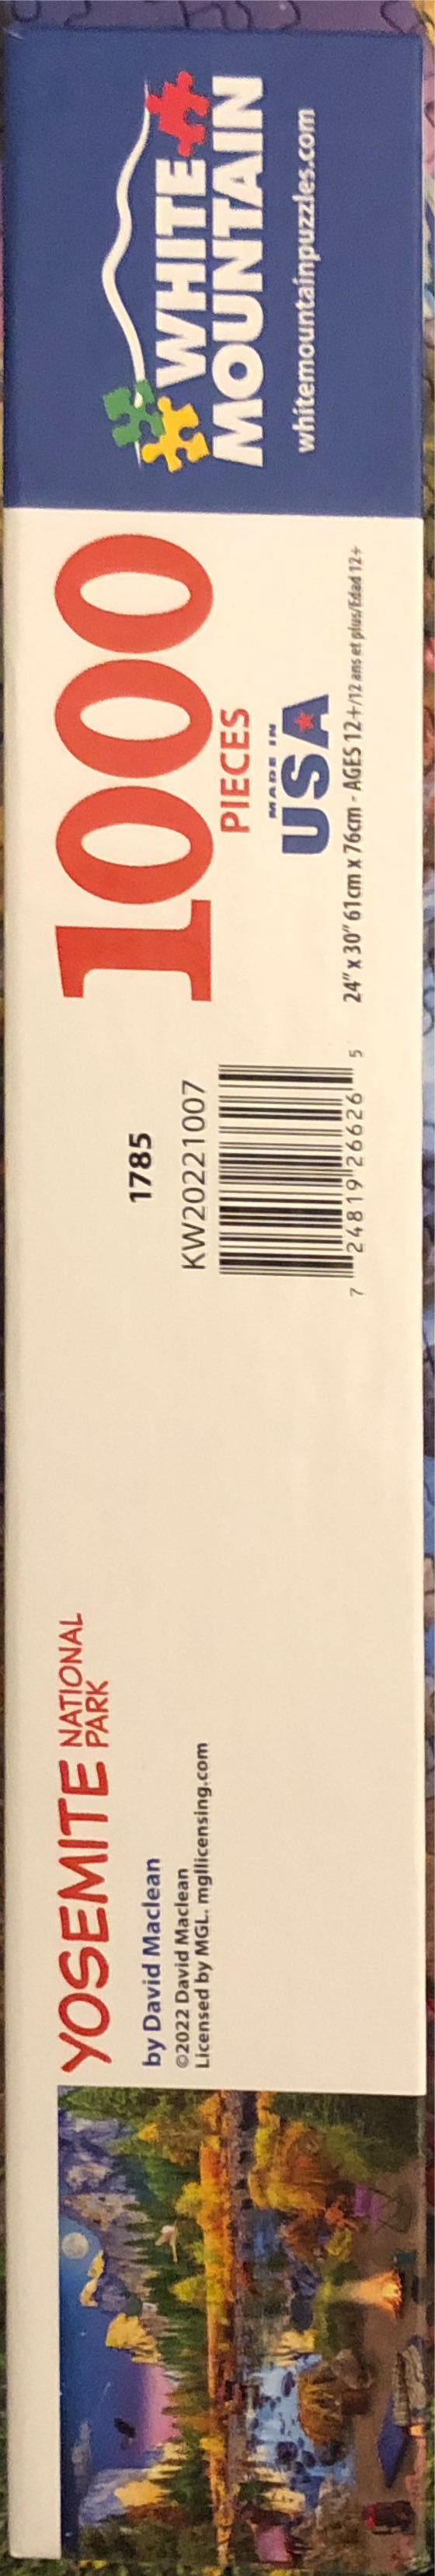 YOSEMITE NATIONAL
PARK
by David Maclean
©2022 David Maclean
Licensed by MGL. mgllicensing.com
1785
KW20221007
7 24819 26626 5
1000
PIECES
MADE IN
USA
24" x 30" 61cm x 76cm - AGES 12+/12 ans et plus/Edad 12+
WHITE
MOUNTAIN
whitemountainpuzzles.com